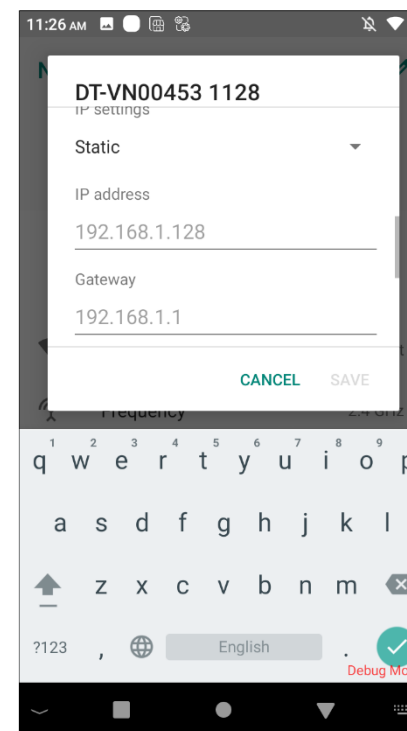 11:26 AM
DT-VN00453 1128
IP settings
Static
IP address
192.168.1.128
Gateway
192.168.1.1
CANCEL SAVE
Frequency 2.4 GHz
1 2 3 4 5 6 7 8 9
q w e r t y u i o p
a s d f g h j k l
z x c v b n m
?123 , English .
Debug Mo